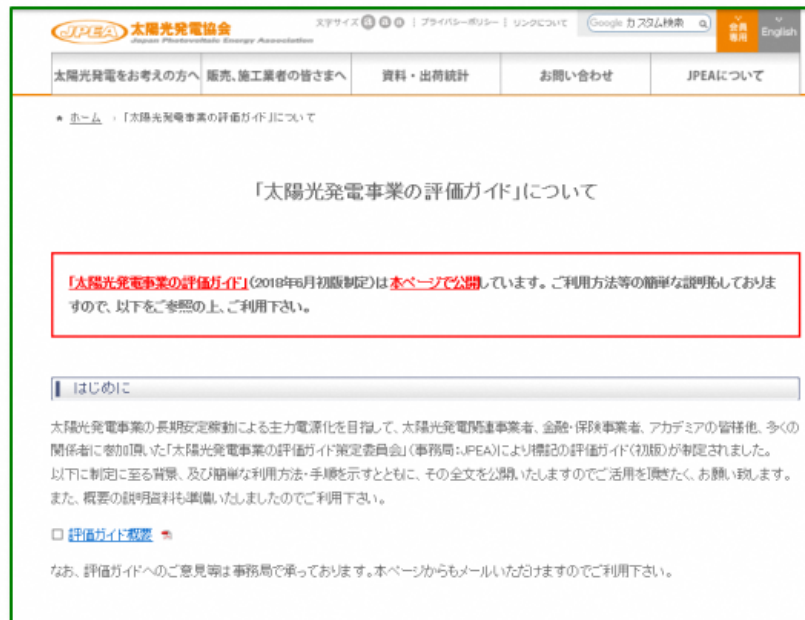 JPEA 太陽光発電協会
Japan Photovoltaic Energy Association
文字サイズ 大 中 小 | プライバシーポリシー | リンクについて
Google カスタム検索
会員専用
English
太陽光発電をお考えの方へ 販売、施工業者の皆さまへ 資料・出荷統計 お問い合わせ JPEAについて
ホーム › 「太陽光発電事業の評価ガイド」について
「太陽光発電事業の評価ガイド」について
「太陽光発電事業の評価ガイド」(2018年6月初版制定)は本ページで公開しています。ご利用方法等の簡単な説明もしておりま
すので、以下をご参照の上、ご利用下さい。
はじめに
太陽光発電事業の長期安定稼動による主力電源化を目指して、太陽光発電関連事業者、金融・保険事業者、アカデミアの皆様他、多くの
関係者に参加頂いた「太陽光発電事業の評価ガイド策定委員会」(事務局:JPEA)により標記の評価ガイド(初版)が制定されました。
以下に制定に至る背景、及び簡単な利用方法・手順を示すとともに、その全文を公開いたしますのでご活用を頂きたく、お願い致します。
また、概要の説明資料も準備いたしましたのでご利用下さい。
□ 評価ガイド概要
なお、評価ガイドへのご意見等は事務局で承っております。本ページからもメールいただけますのでご利用下さい。